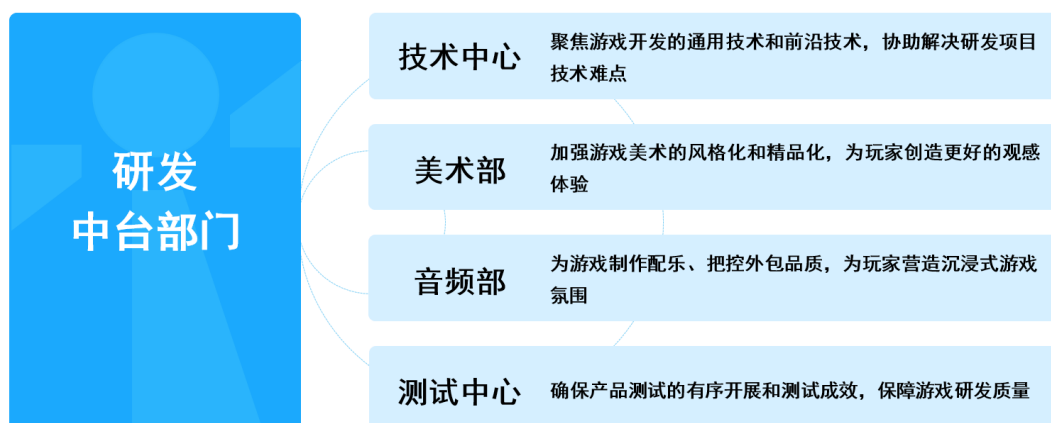 研发
中台部门
技术中心
聚焦游戏开发的通用技术和前沿技术，协助解决研发项目
技术难点
美术部
加强游戏美术的风格化和精品化，为玩家创造更好的观感
体验
音频部
为游戏制作配乐、把控外包品质，为玩家营造沉浸式游戏
氛围
测试中心
确保产品测试的有序开展和测试成效，保障游戏研发质量